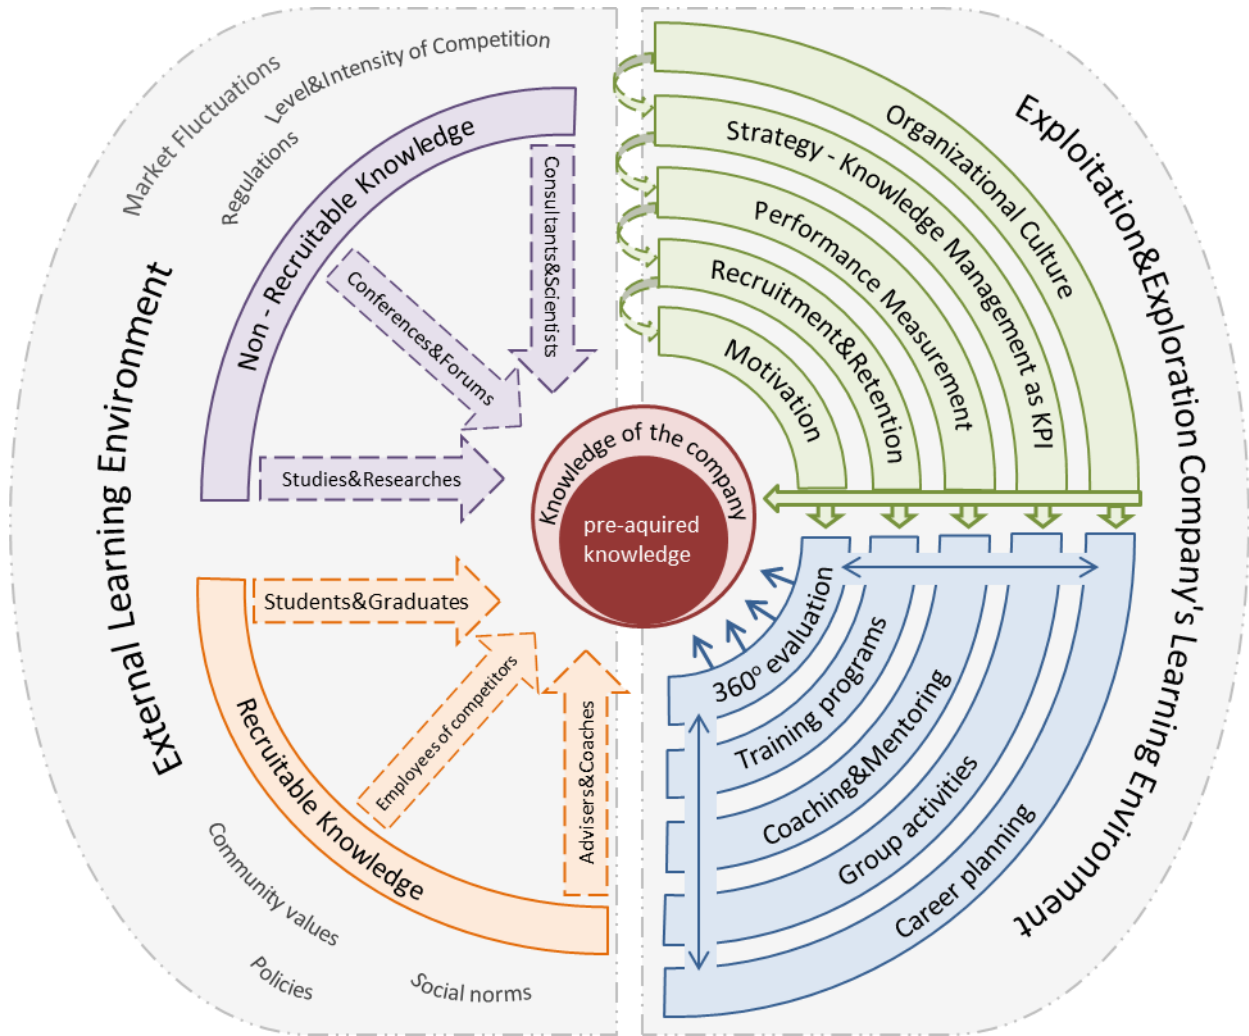 Market Fluctuations
Level&Intensity of Competition
Regulations
External Learning Environment
Non - Recruitable Knowledge
Consultants&Scientists
Conferences&Forums
Studies&Researches
Students&Graduates
Employees of competitors
Advisers&Coaches
Recruitable Knowledge
Community values
Policies
Social norms
Knowledge of the company
pre-aquired
knowledge
Exploitation&Exploration Company's Learning Environment
Organizational Culture
Strategy - Knowledge Management as KPI
Performance Measurement
Recruitment&Retention
Motivation
360º evaluation
Training programs
Coaching&Mentoring
Group activities
Career planning